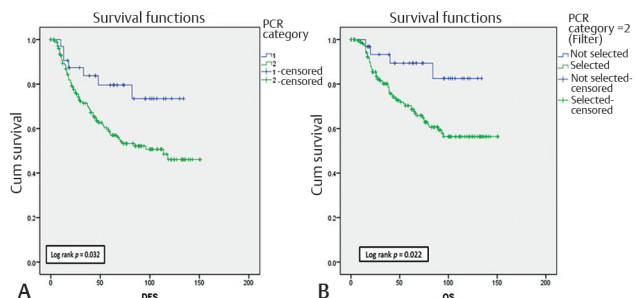 Survival functions
PCR
category
1
2
1-censored
2-censored
Cum survival
1.0
0.8
0.6
0.4
0.2
0.0
Log rank p = 0.032
0
50
100
150
200
A
DFS
Survival functions
PCR
category =2
(Filter)
Not selected
Selected
Not selected-
censored
Selected-
censored
Cum survival
1.0
0.8
0.6
0.4
0.2
0.0
Log rank p = 0.022
0
50
100
150
200
B
OS